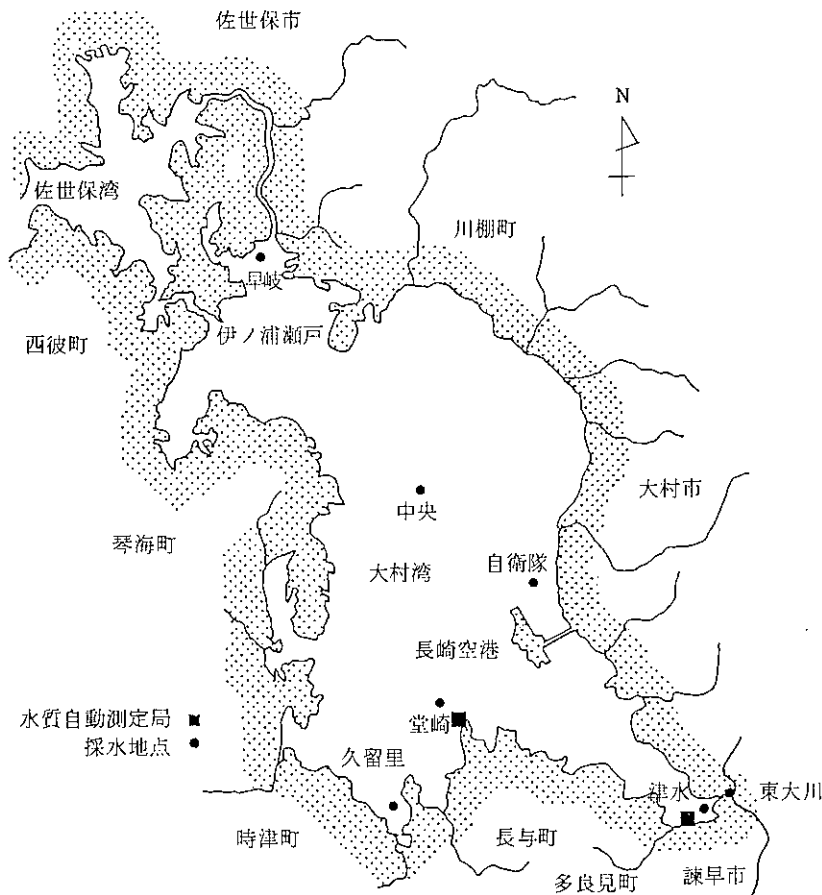 佐世保市
N
佐世保湾
川棚町
早岐
伊ノ浦瀬戸
西彼町
大村市
中央
琴海町
自衛隊
大村湾
長崎空港
水質自動測定局
堂崎
採水地点
久留里
津水
東大川
時津町
長与町
多良見町
諫早市